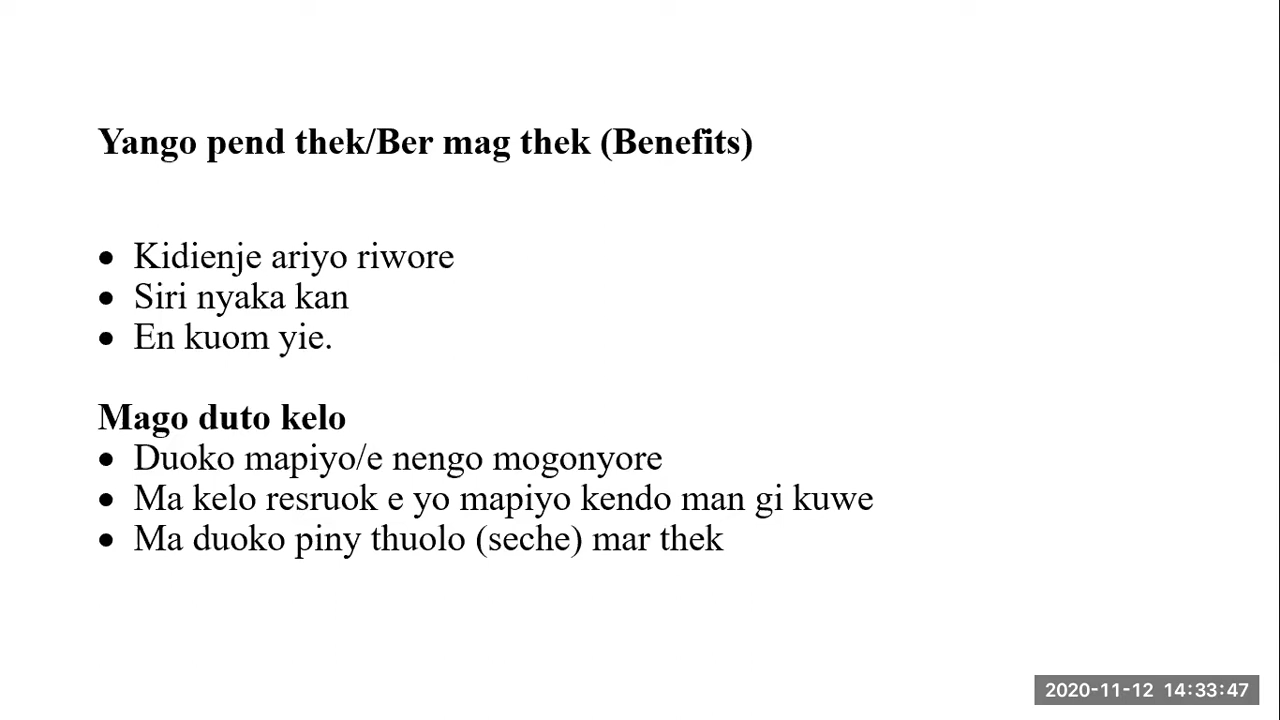 Yango pend thek/Ber mag thek (Benefits)
• Kidienje ariyo riwore
• Siri nyaka kan
• En kuom yie.
Mago duto kelo
• Duoko mapiyo/e nengo mogonyore
• Ma kelo resruok e yo mapiyo kendo man gi kuwe
• Ma duoko piny thuolo (seche) mar thek
2020-11-12 14:33:47